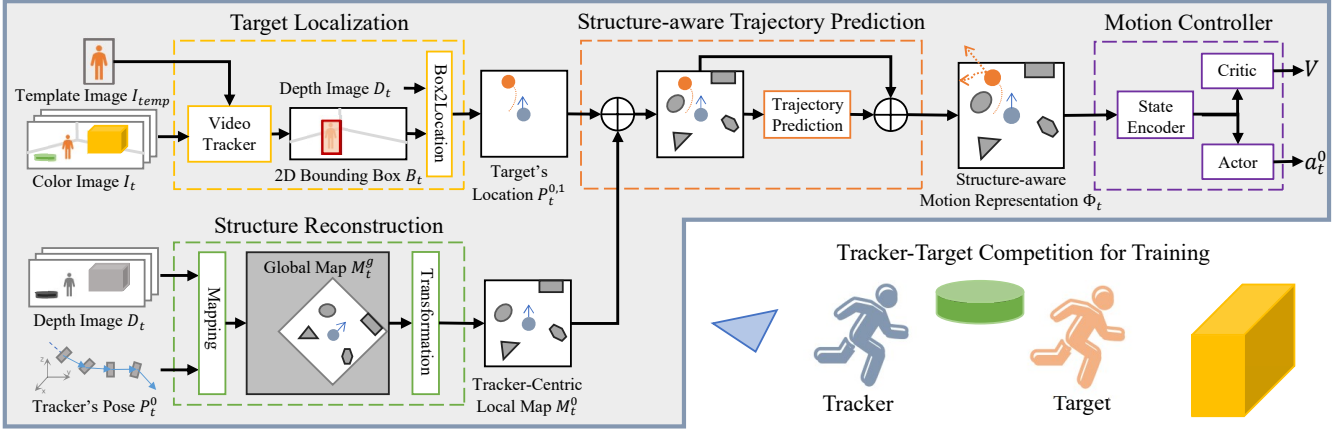 Target Localization
Structure-aware Trajectory Prediction
Motion Controller
Template Image I_temp
Color Image I_t
Video
Tracker
Depth Image D_t
2D Bounding Box B_t
Box2Location
Target's
Location P_t^{0,1}
Trajectory
Prediction
Structure-aware
Motion Representation Φ_t
State
Encoder
Critic
V
Actor
a_t^0
Structure Reconstruction
Depth Image D_t
z
y
x
Tracker's Pose P_t^0
Mapping
Global Map M_t^g
Transformation
Tracker-Centric
Local Map M_t^0
Tracker-Target Competition for Training
Tracker
Target